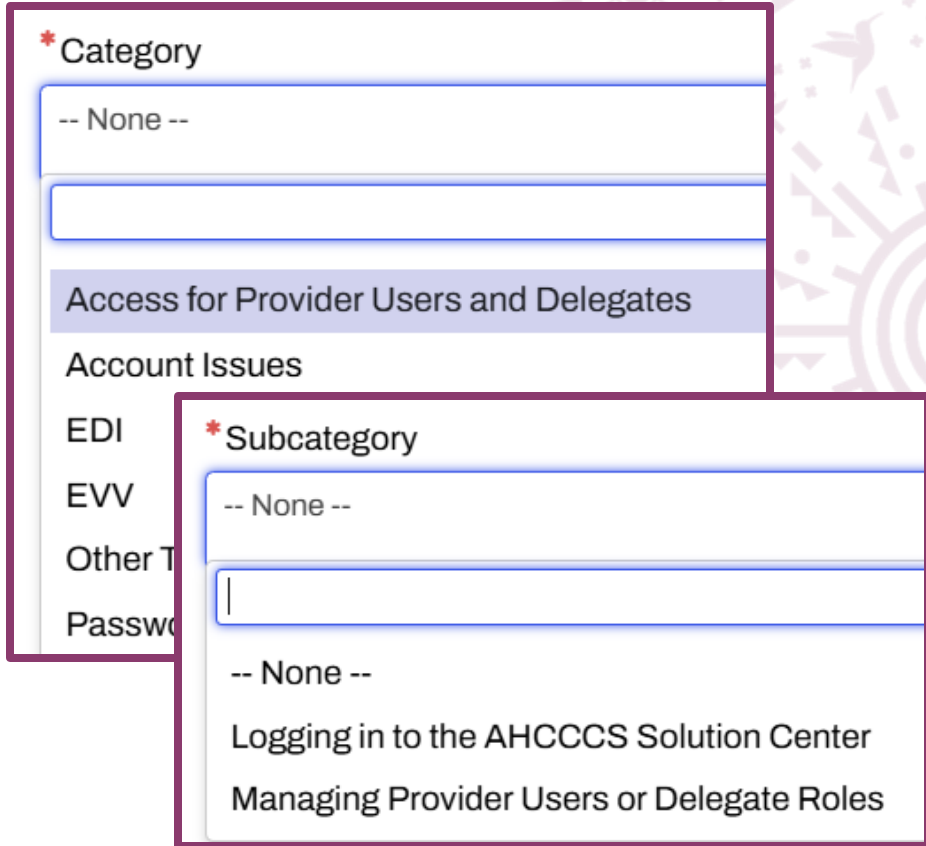 *Category
-- None --
Access for Provider Users and Delegates
Account Issues
EDI
EVV
Other
*Subcategory
-- None --
-- None --
Logging in to the AHCCCS Solution Center
Managing Provider Users or Delegate Roles